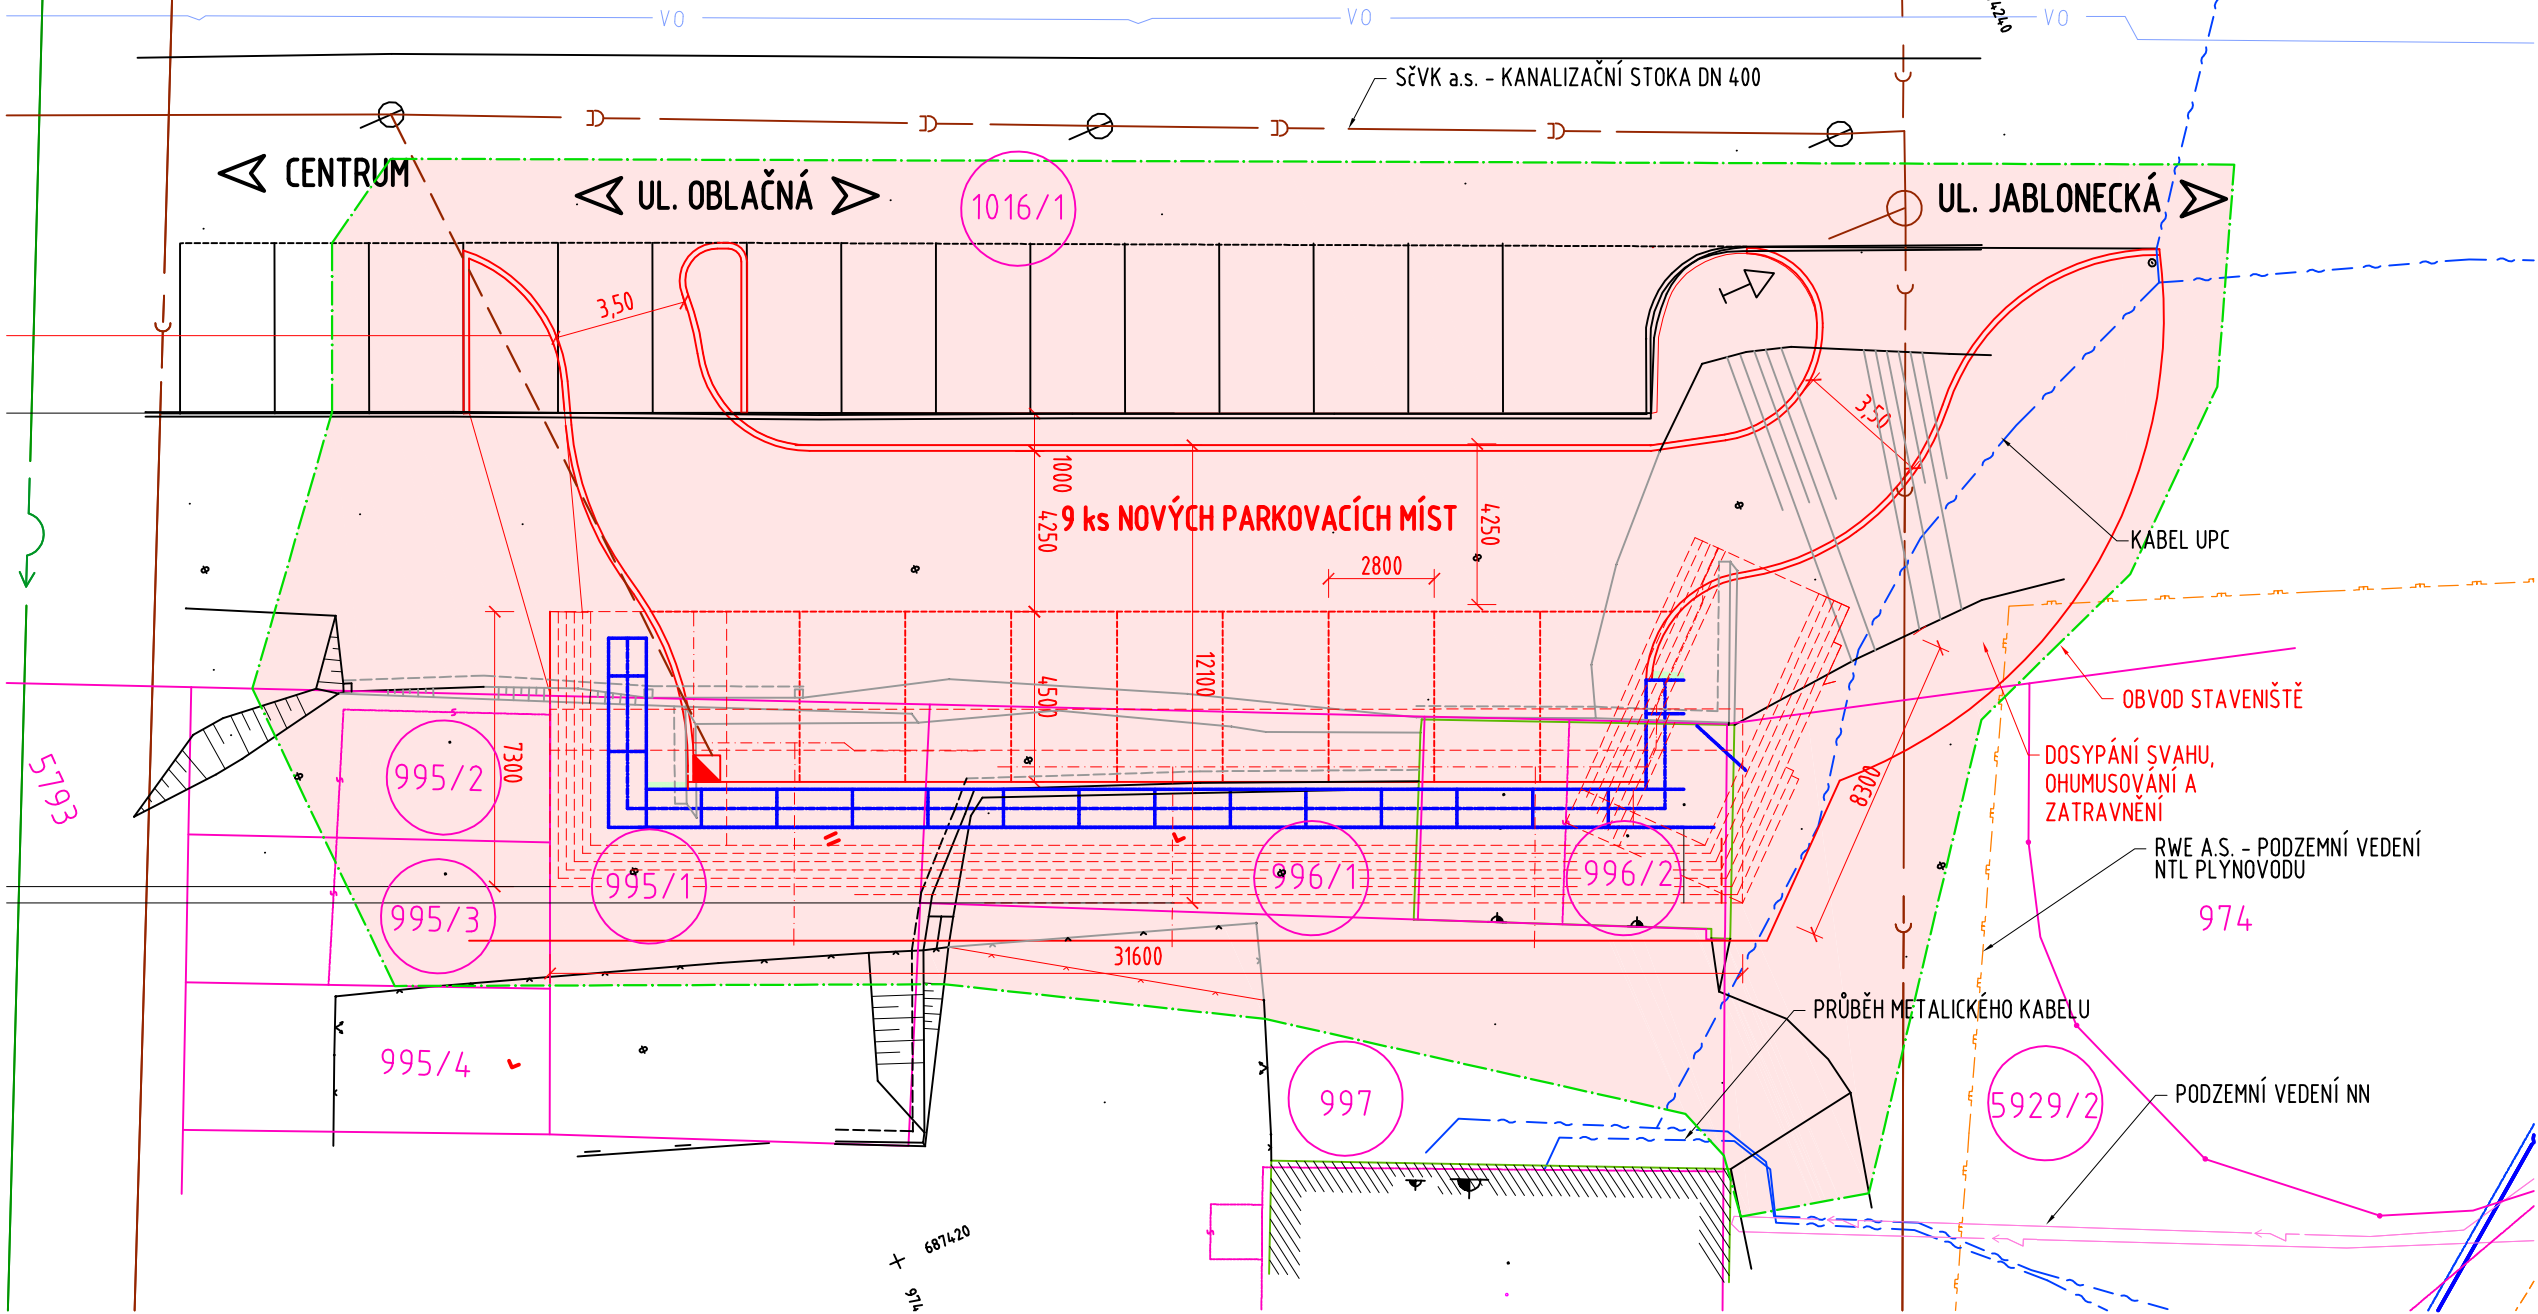 VO
VO
VO
4240
SčVK a.s. - KANALIZAČNÍ STOKA DN 400
CENTRUM
UL. OBLAČNÁ
1016/1
UL. JABLONECKÁ
3,50
3,50
1000
4250
9 ks NOVÝCH PARKOVACÍCH MÍST
4250
2800
KABEL UPC
12100
4500
7300
OBVOD STAVENIŠTĚ
DOSYPÁNÍ SVAHU,
OHUMUSOVÁNÍ A
ZATRAVNĚNÍ
8300
5793
995/2
995/3
995/1
996/1
996/2
RWE A.S. - PODZEMNÍ VEDENÍ
NTL PLYNOVODU
974
31600
PRŮBĚH METALICKÉHO KABELU
995/4
997
5929/2
PODZEMNÍ VEDENÍ NN
687420
974